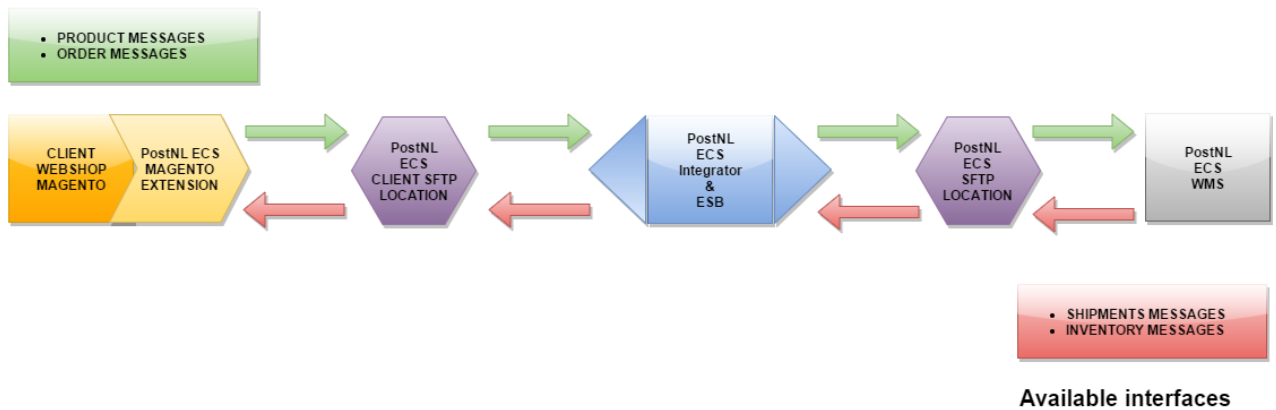 • PRODUCT MESSAGES
• ORDER MESSAGES
CLIENT
WEBSHOP
MAGENTO
PostNL ECS
MAGENTO
EXTENSION
PostNL
ECS
CLIENT SFTP
LOCATION
PostNL
ECS
Integrator
&
ESB
PostNL
ECS
SFTP
LOCATION
PostNL
ECS
WMS
• SHIPMENTS MESSAGES
• INVENTORY MESSAGES
Available interfaces